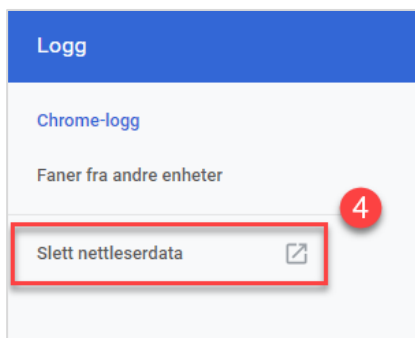 Logg
Chrome-logg
Faner fra andre enheter
4
Slett nettleserdata